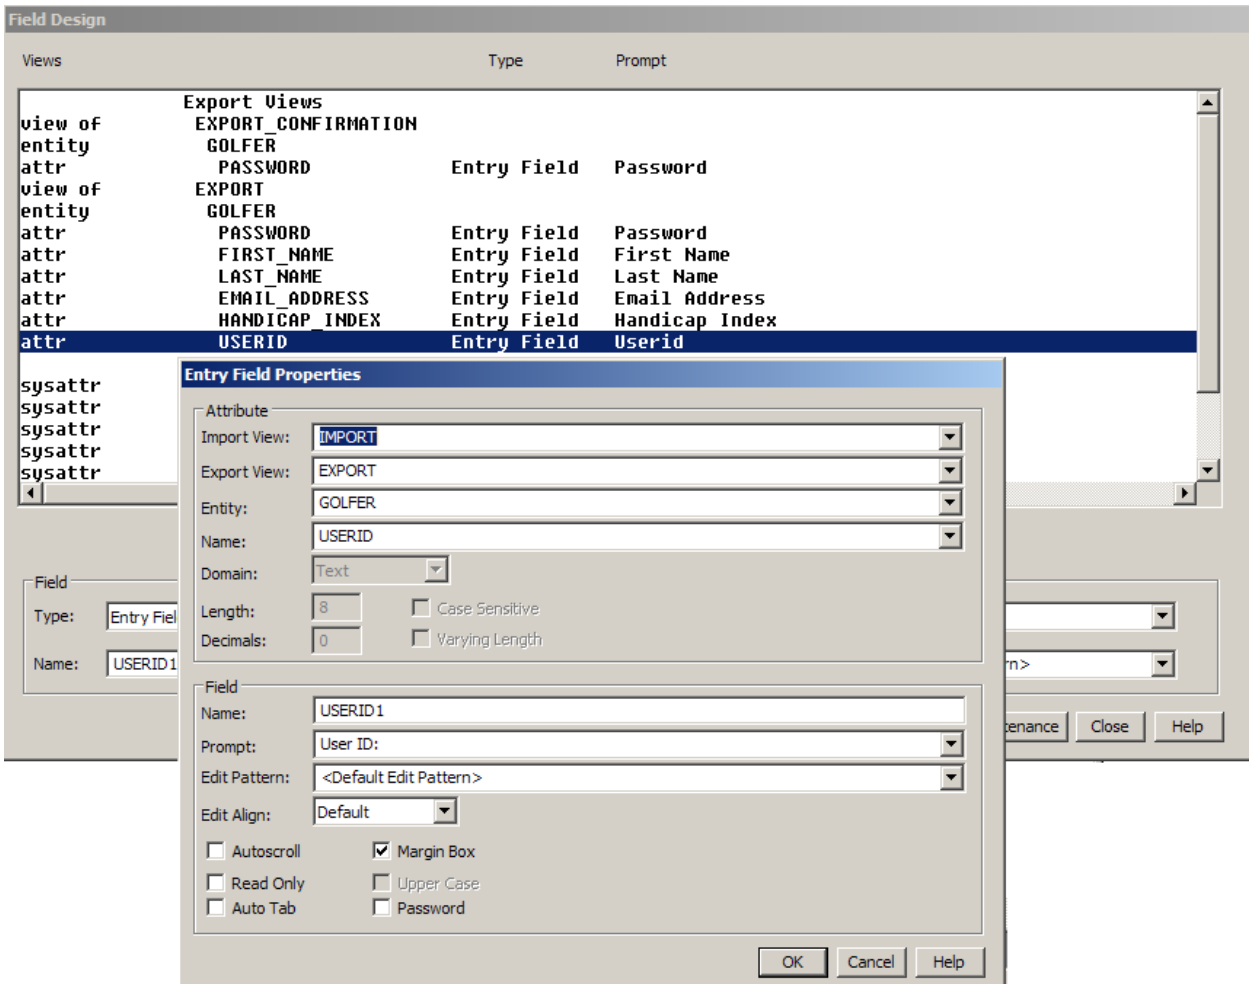 Field Design
Views Type Prompt
Export Views
view of EXPORT_CONFIRMATION
entity GOLFER
attr PASSWORD Entry Field Password
view of EXPORT
entity GOLFER
attr PASSWORD Entry Field Password
attr FIRST_NAME Entry Field First Name
attr LAST_NAME Entry Field Last Name
attr EMAIL_ADDRESS Entry Field Email Address
attr HANDICAP_INDEX Entry Field Handicap Index
attr USERID Entry Field Userid
sysattr
sysattr
sysattr
sysattr
sysattr
Field
Type: Entry Fiel
Name: USERID1
n>
tenance Close Help
Entry Field Properties
Attribute
Import View: IMPORT
Export View: EXPORT
Entity: GOLFER
Name: USERID
Domain: Text
Length: 8 Case Sensitive
Decimals: 0 Varying Length
Field
Name: USERID1
Prompt: User ID:
Edit Pattern: <Default Edit Pattern>
Edit Align: Default
Autoscroll Margin Box
Read Only Upper Case
Auto Tab Password
OK Cancel Help